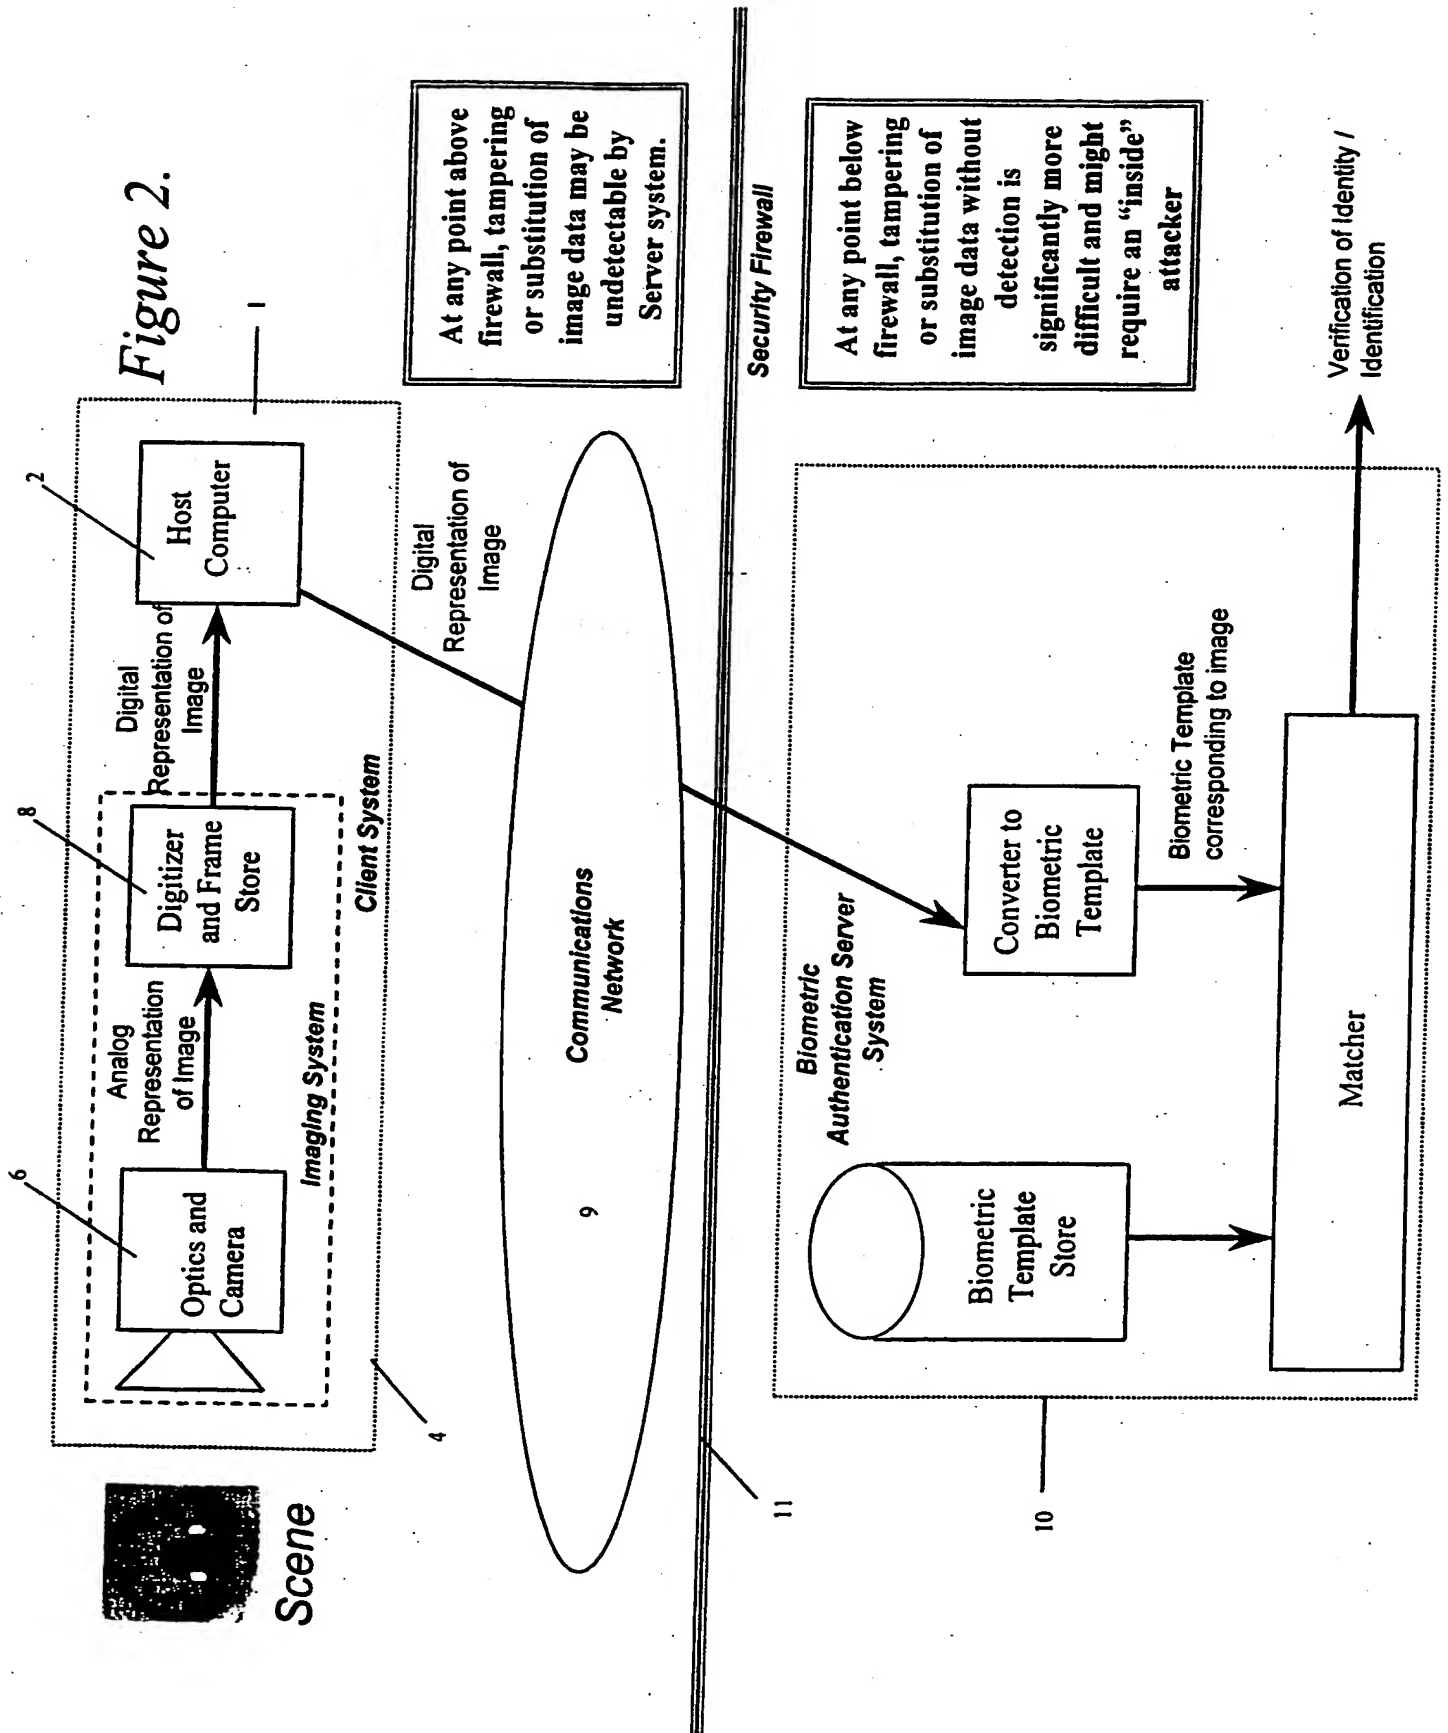 Figure 2.
2
8
6
1
Host
Computer
Digital
Representation of
Image
Digitizer
and Frame
Store
Analog
Representation
of Image
Optics and
Camera
Imaging System
Client System
4
Scene
At any point above
firewall, tampering
or substitution of
image data may be
undetectable by
Server system.
Digital
Representation of
Image
Communications
Network
9
Security Firewall
11
At any point below
firewall, tampering
or substitution of
image data without
detection is
significantly more
difficult and might
require an “inside”
attacker
Biometric
Authentication Server
System
10
Converter to
Biometric
Template
Biometric Template
corresponding to image
Biometric
Template
Store
Matcher
Verification of Identity /
Identification